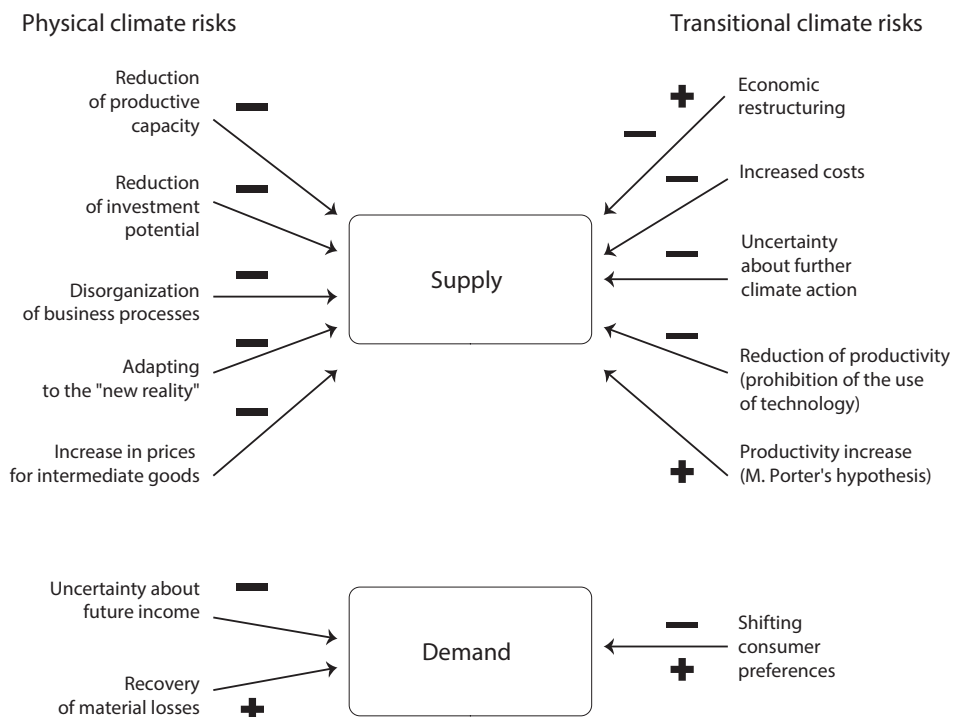 Physical climate risks
Transitional climate risks
Reduction
of productive
capacity
Reduction
of investment
potential
Disorganization
of business processes
Adapting
to the "new reality"
Increase in prices
for intermediate goods
Supply
Economic
restructuring
Increased costs
Uncertainty
about further
climate action
Reduction of productivity
(prohibition of the use
of technology)
Productivity increase
(M. Porter's hypothesis)
Uncertainty about
future income
Recovery
of material losses
Demand
Shifting
consumer
preferences